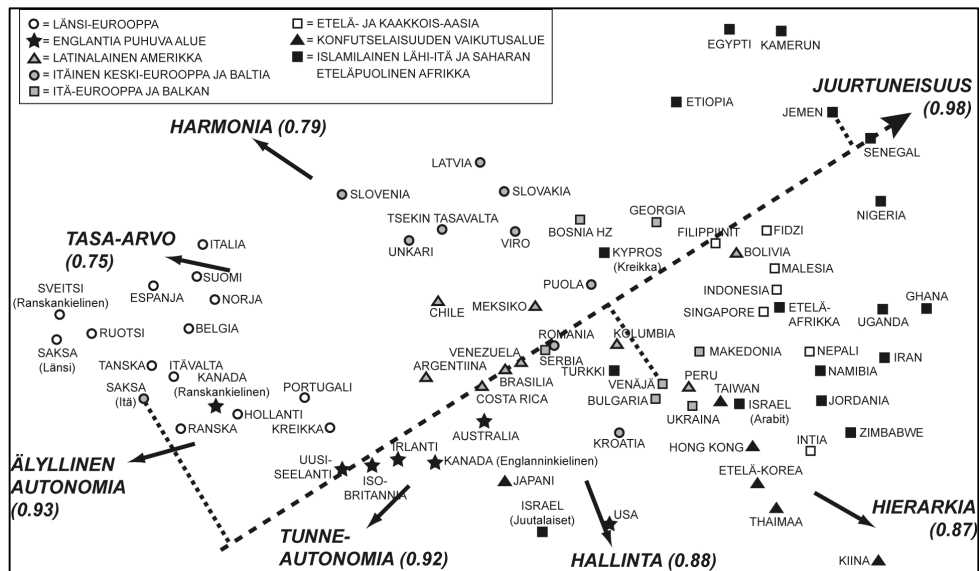 = LÄNSI-EUROOPPA
= ENGLANTIA PUHUVA ALUE
= LATINALAINEN AMERIKKA
= ITÄINEN KESKI-EUROOPPA JA BALTIA
= ITÄ-EUROOPPA JA BALKAN
= ETELÄ- JA KAAKKOIS-AASIA
= KONFUTSELAISUUDEN VAIKUTUSALUE
= ISLAMILAINEN LÄHI-ITÄ JA SAHARAN
ETELÄPUOLINEN AFRIKKA
EGYPTI
KAMERUN
JUURTUNEISUUS
(0.98)
ETIOPIA
JEMEN
HARMONIA (0.79)
SENEGAL
LATVIA
SLOVENIA
SLOVAKIA
NIGERIA
GEORGIA
TSEKIN TASAVALTA
BOSNIA HZ
FILIPPIINIT
FIDZI
UNKARI
VIRO
TASA-ARVO
(0.75)
ITALIA
KYPROS
(Kreikka)
BOLIVIA
MALESIA
SUOMI
SVEITSI
(Ranskankielinen)
ESPANJA
NORJA
PUOLA
INDONESIA
CHILE
MEKSIKO
SINGAPORE
ETELÄ-
AFRIKKA
GHANA
UGANDA
RUOTSI
BELGIA
SAKSA
(Länsi)
ROMANIA
KOLUMBIA
VENEZUELA
SERBIA
MAKEDONIA
NEPALI
IRAN
TANSKA
ITÄVALTA
ARGENTIINA
BRASILIA
TURKKI
NAMIBIA
SAKSA
(Itä)
KANADA
(Ranskankielinen)
PORTUGALI
COSTA RICA
VENÄJÄ
BULGARIA
PERU
TAIWAN
UKRAINA
ISRAEL
(Arabit)
JORDANIA
HOLLANTI
RANSKA
KREIKKA
AUSTRALIA
KROATIA
HONG KONG
INTIA
ZIMBABWE
ÄLYLLINEN
AUTONOMIA
(0.93)
UUSI-
SEELANTI
IRLANTI
ISO-
BRITANNIA
KANADA (Englanninkielinen)
JAPANI
ETELÄ-KOREA
HIERARKIA
(0.87)
ISRAEL
(Juutalaiset)
USA
THAIMAA
TUNNE-
AUTONOMIA (0.92)
HALLINTA (0.88)
KIINA